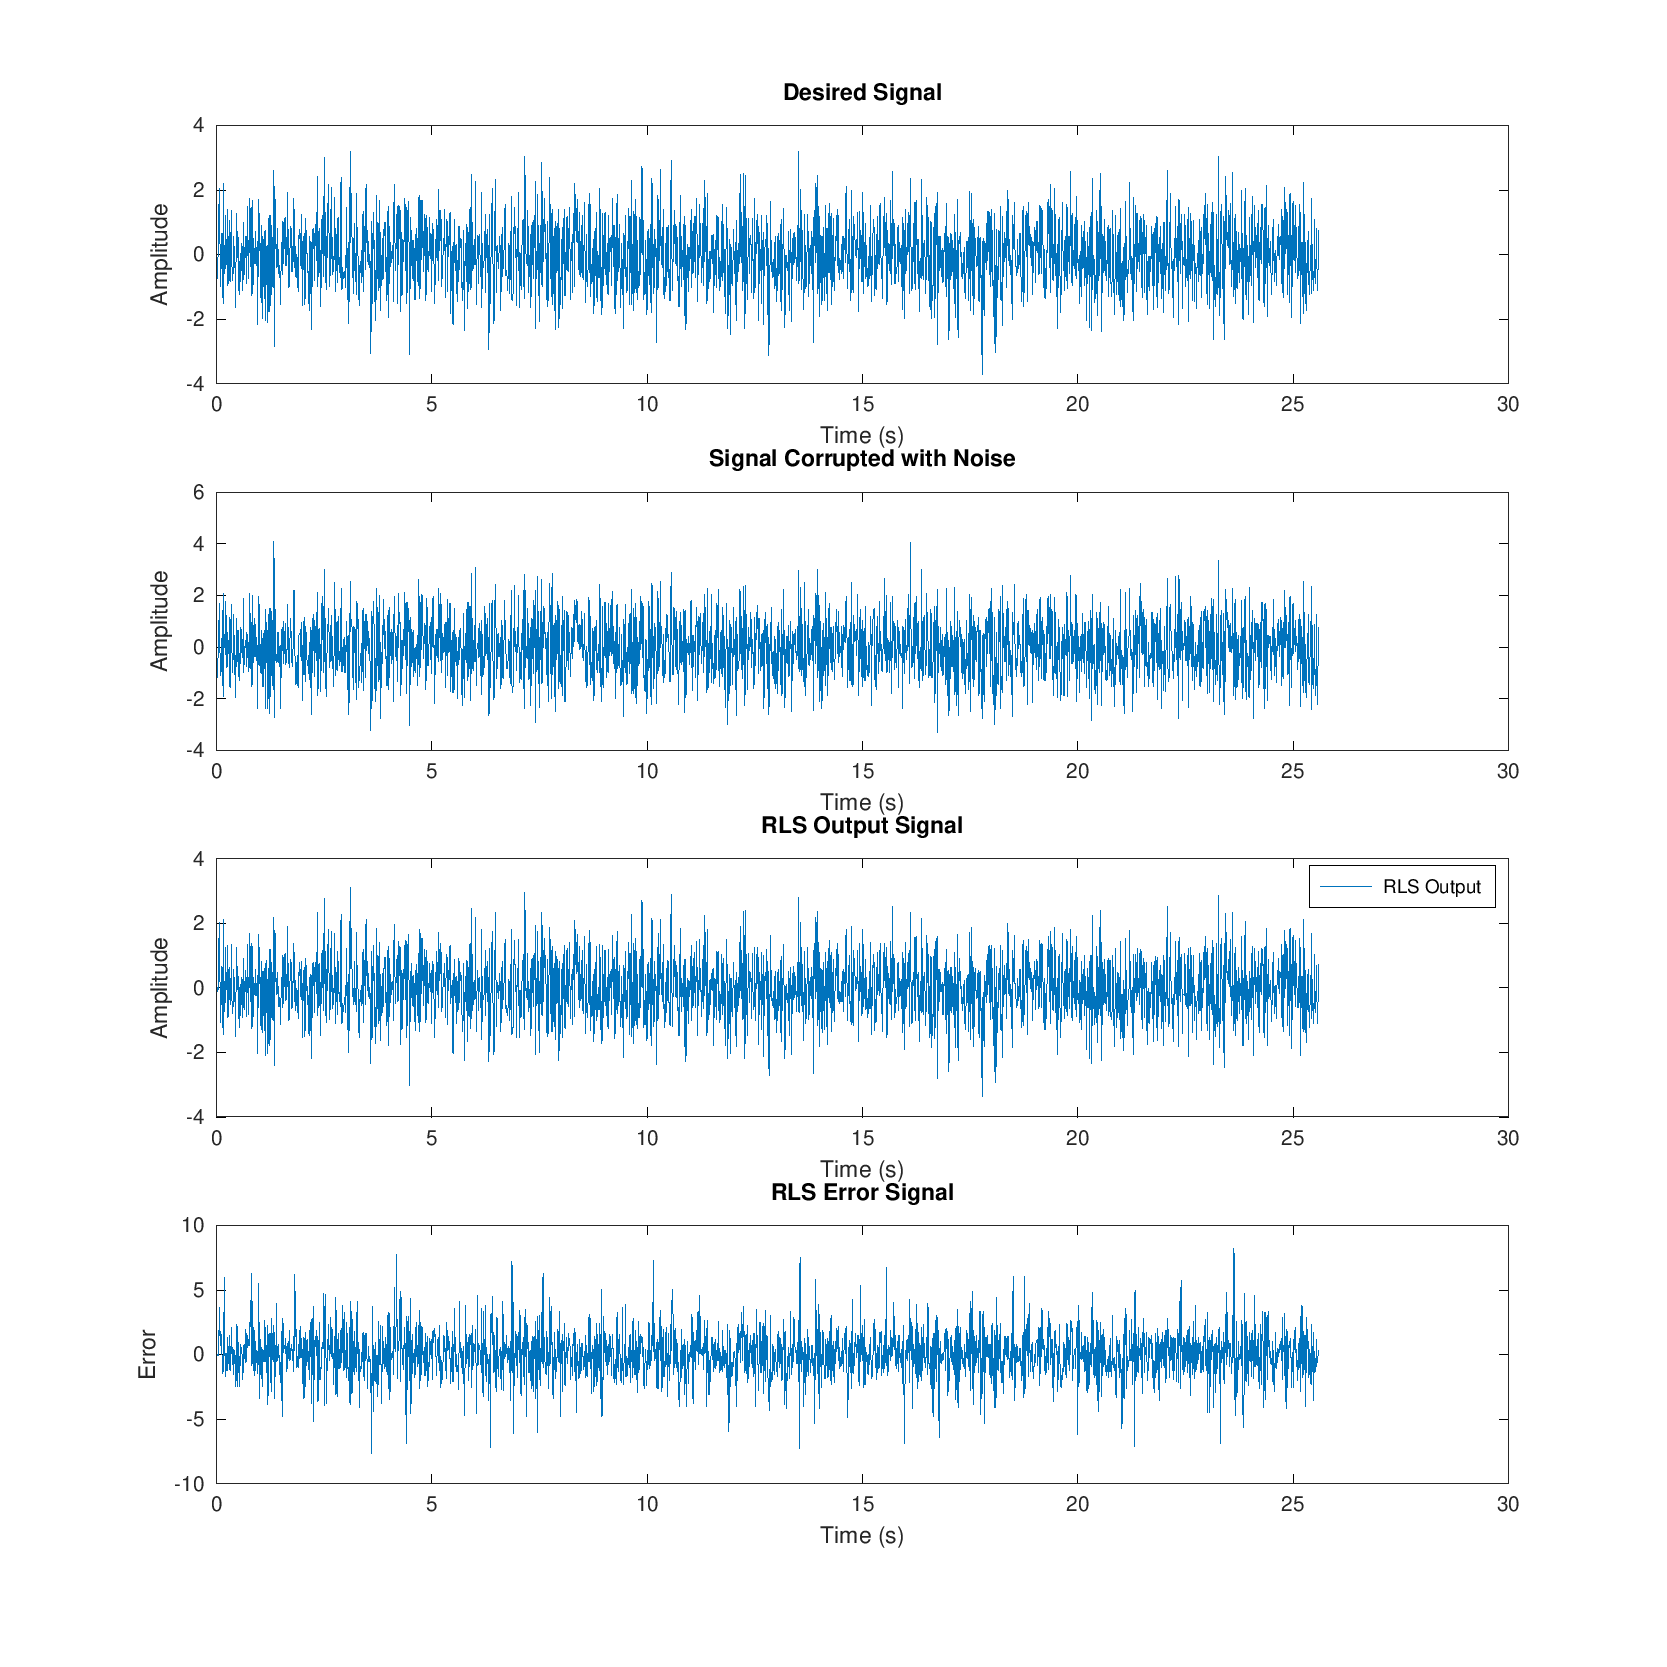 Desired Signal
4
2
0
-2
-4
Amplitude
0 5 10 15 20 25 30
Time (s)
Signal Corrupted with Noise
6
4
2
0
-2
-4
Amplitude
0 5 10 15 20 25 30
Time (s)
RLS Output Signal
4
2
0
-2
-4
Amplitude
RLS Output
0 5 10 15 20 25 30
Time (s)
RLS Error Signal
10
5
0
-5
-10
Error
0 5 10 15 20 25 30
Time (s)